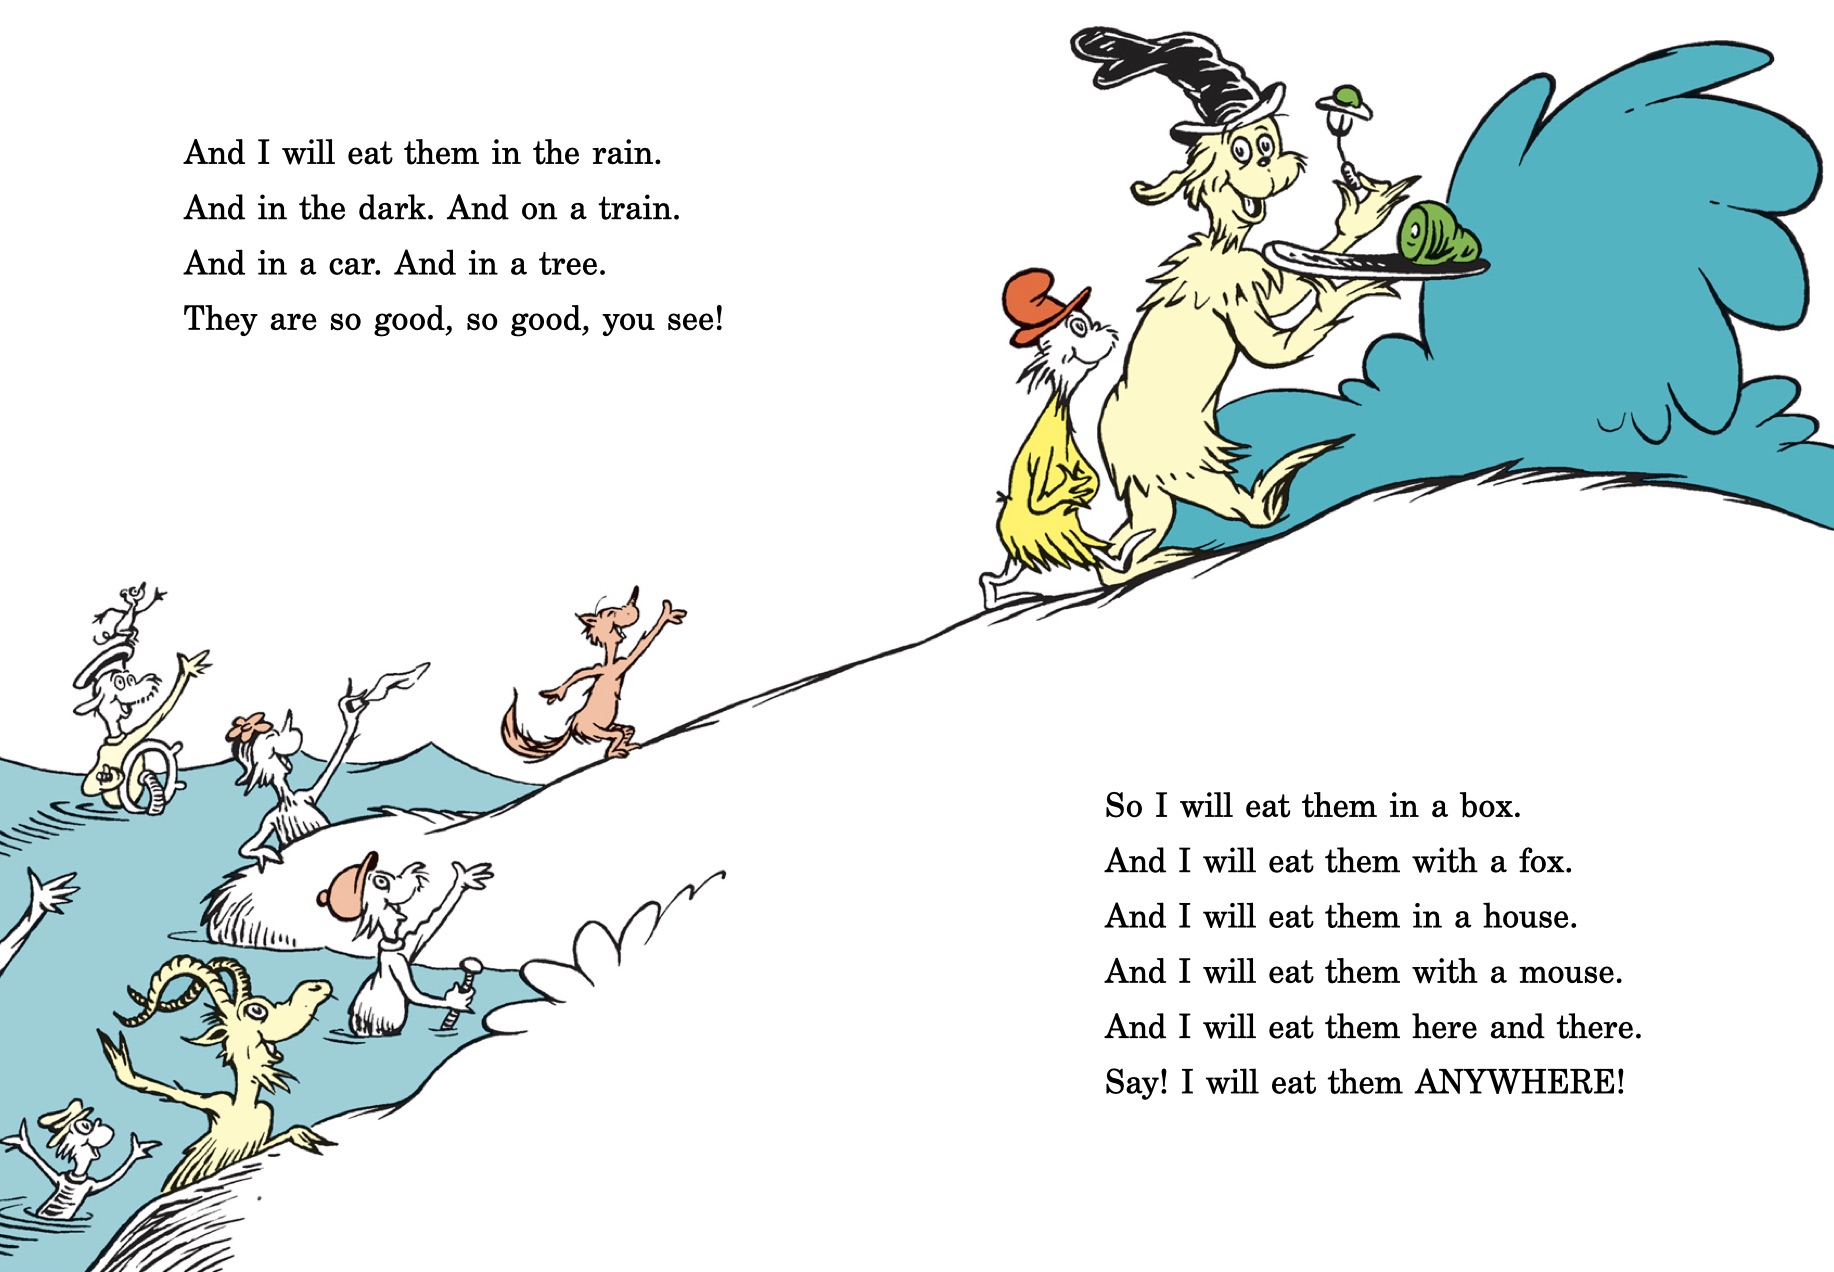 And I will eat them in the rain.
And in the dark. And on a train.
And in a car. And in a tree.
They are so good, so good, you see!
So I will eat them in a box.
And I will eat them with a fox.
And I will eat them in a house.
And I will eat them with a mouse.
And I will eat them here and there.
Say! I will eat them ANYWHERE!